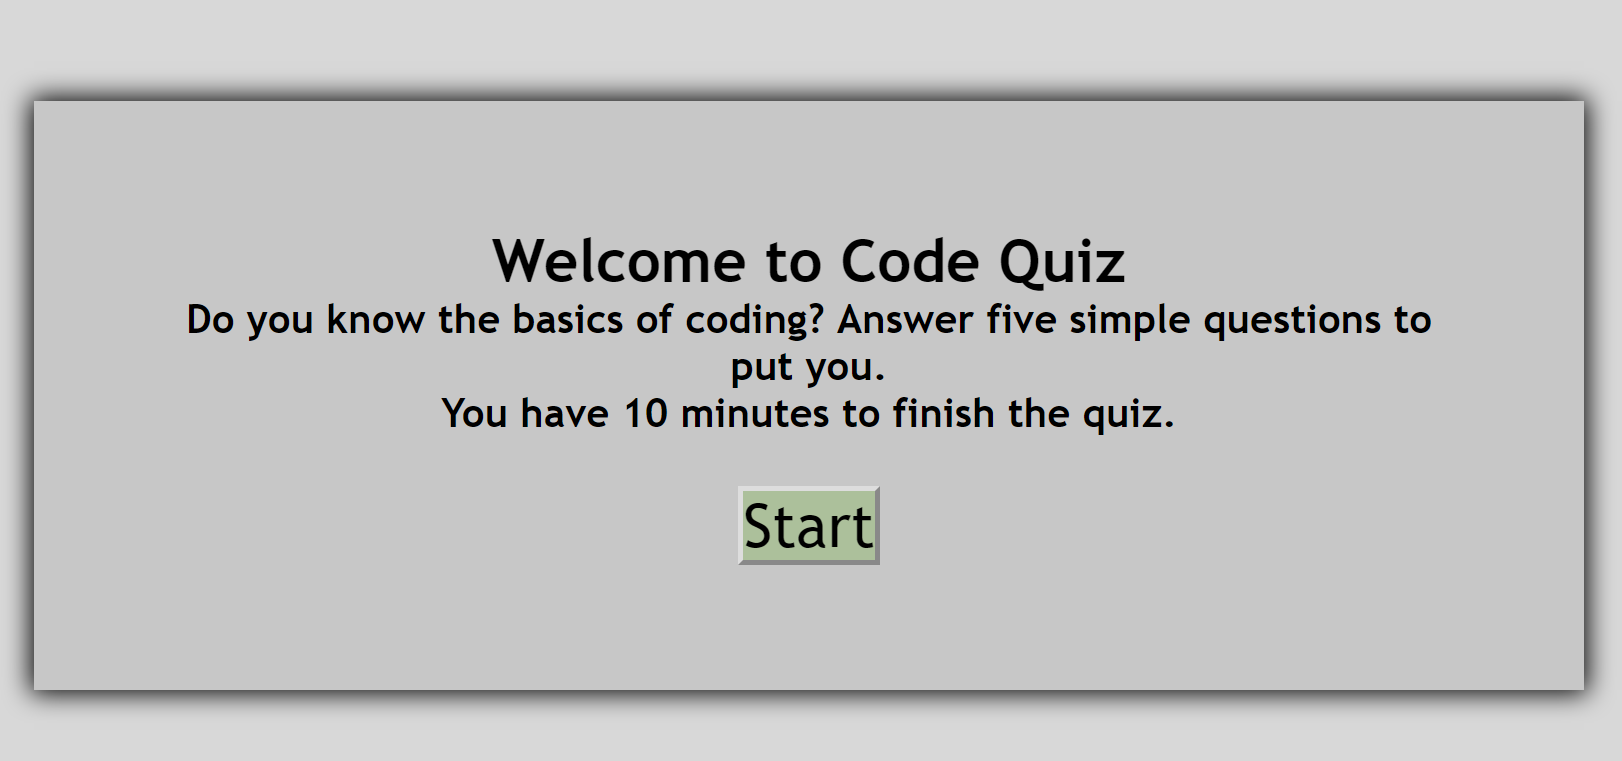 Welcome to Code Quiz
Do you know the basics of coding? Answer five simple questions to
put you.
You have 10 minutes to finish the quiz.
Start